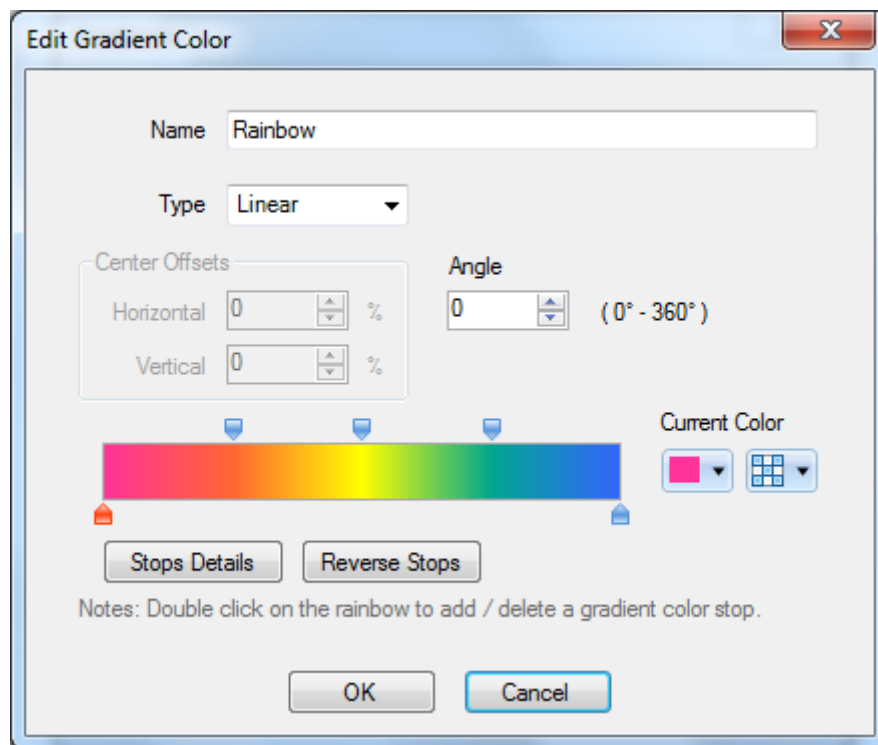 Edit Gradient Color
Name Rainbow
Type Linear
Center Offsets
Angle
Horizontal 0 %
0 ( 0° - 360° )
Vertical 0 %
Current Color
Stops Details Reverse Stops
Notes: Double click on the rainbow to add / delete a gradient color stop.
OK Cancel